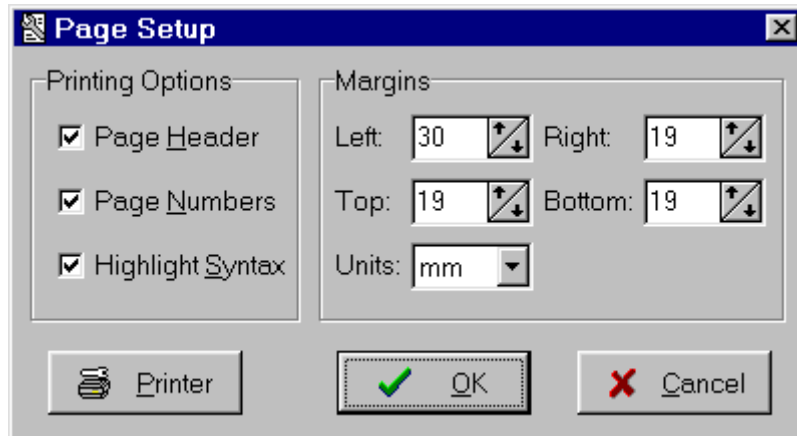 Page Setup
Printing Options
Page Header
Page Numbers
Highlight Syntax
Margins
Left: 30 Right: 19
Top: 19 Bottom: 19
Units: mm
Printer OK Cancel